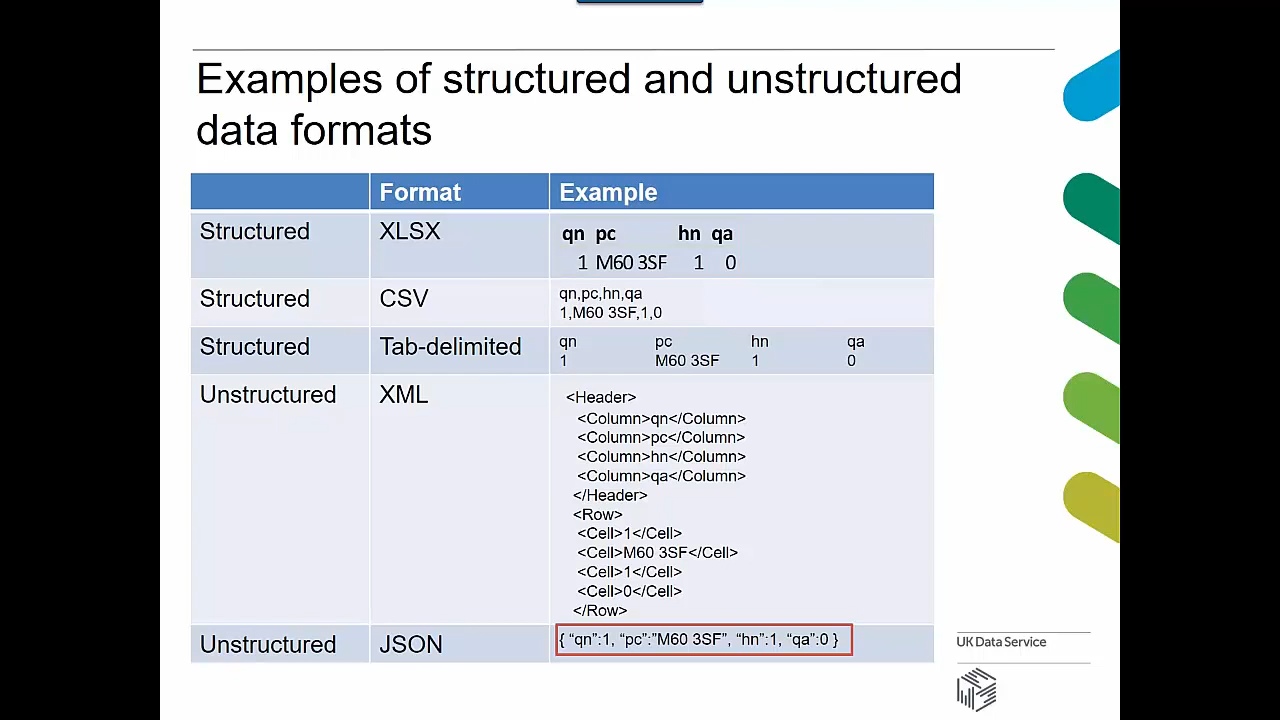 Examples of structured and unstructured
data formats
Format Example
Structured XLSX qn pc hn qa
1 M60 3SF 1 0
Structured CSV qn,pc,hn,qa
1,M60 3SF,1,0
Structured Tab-delimited qn pc hn qa
1 M60 3SF 1 0
Unstructured XML <Header>
<Column>qn</Column>
<Column>pc</Column>
<Column>hn</Column>
<Column>qa</Column>
</Header>
<Row>
<Cell>1</Cell>
<Cell>M60 3SF</Cell>
<Cell>1</Cell>
<Cell>0</Cell>
</Row>
Unstructured JSON { “qn”:1, “pc”:”M60 3SF”, “hn”:1, “qa”:0 }
UK Data Service